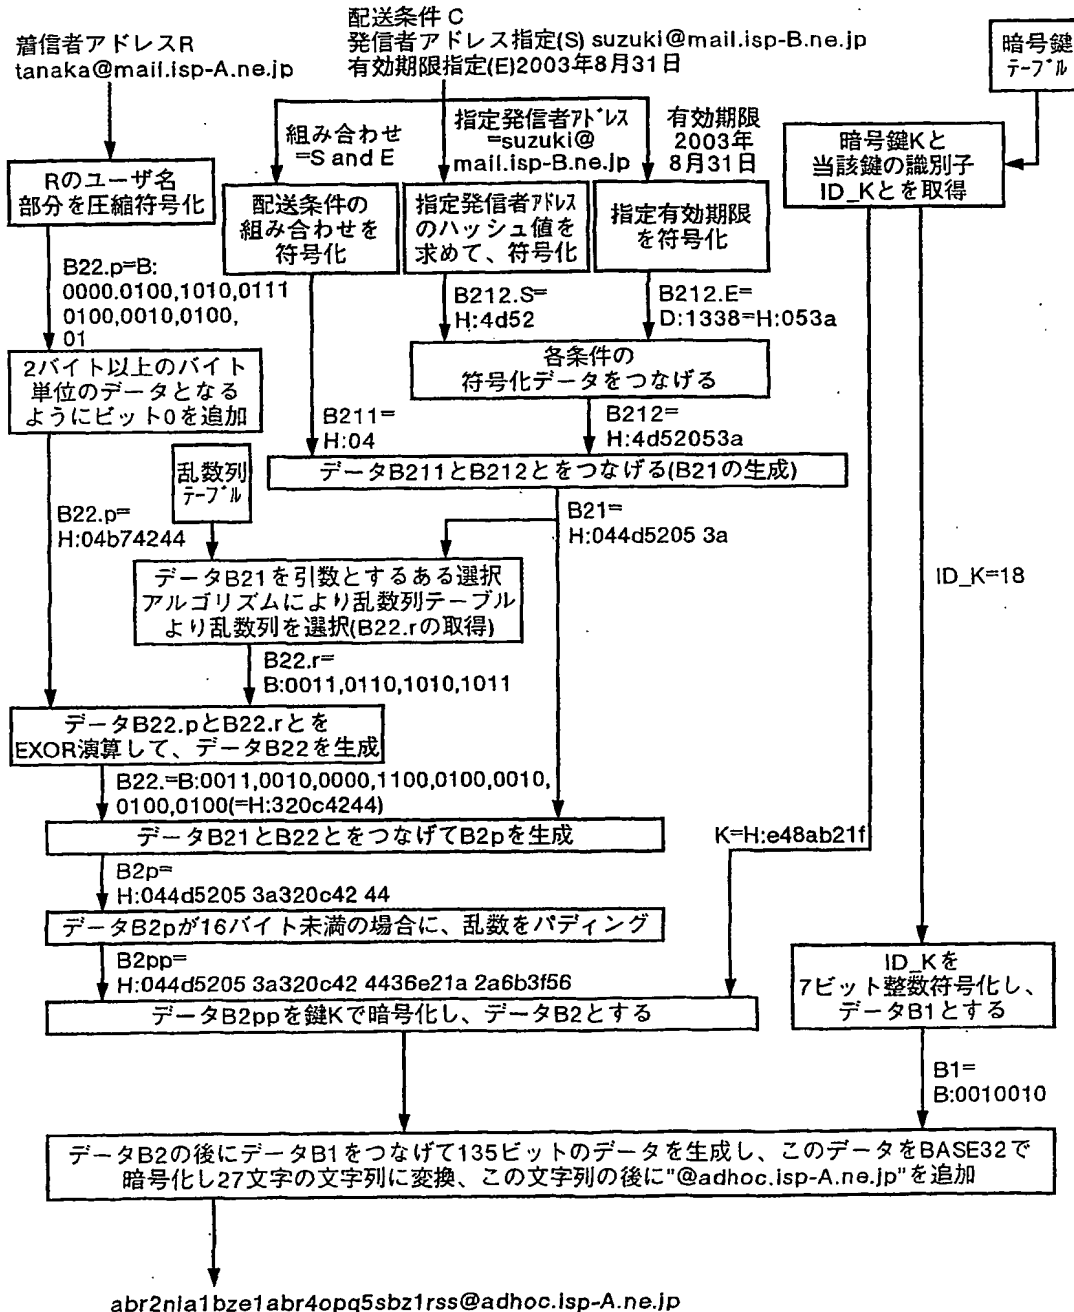 配送条件 C
着信者アドレスR
tanaka@mail.isp-A.ne.jp
発信者アドレス指定(S) suzuki@mail.isp-B.ne.jp
有効期限指定(E)2003年8月31日
暗号鍵
テーブル
組み合わせ
=S and E
指定発信者アドレス
=suzuki@
mail.isp-B.ne.jp
有効期限
2003年
8月31日
暗号鍵Kと
当該鍵の識別子
ID_Kとを取得
Rのユーザ名
部分を圧縮符号化
配送条件の
組み合わせを
符号化
指定発信者アドレス
のハッシュ値を
求めて、符号化
指定有効期限
を符号化
B22.p=B:
0000.0100,1010,0111
0100,0010,0100,
01
B212.S=
H:4d52
B212.E=
D:1338=H:053a
2バイト以上のバイト
単位のデータとなる
ようにビット0を追加
各条件の
符号化データをつなげる
B211=
H:04
B212=
H:4d52053a
データB211とB212とをつなげる(B21の生成)
乱数列
テーブル
B22.p=
H:04b74244
B21=
H:044d5205 3a
データB21を引数とするある選択
アルゴリズムにより乱数列テーブル
より乱数列を選択(B22.rの取得)
ID_K=18
B22.r=
B:0011,0110,1010,1011
データB22.pとB22.rとを
EXOR演算して、データB22を生成
B22.=B:0011,0010,0000,1100,0100,0010,
0100,0100(=H:320c4244)
データB21とB22とをつなげてB2pを生成
K=H:e48ab21f
B2p=
H:044d5205 3a320c42 44
データB2pが16バイト未満の場合に、乱数をパディング
B2pp=
H:044d5205 3a320c42 4436e21a 2a6b3f56
データB2ppを鍵Kで暗号化し、データB2とする
ID_Kを
7ビット整数符号化し、
データB1とする
B1=
B:0010010
データB2の後にデータB1をつなげて135ビットのデータを生成し、このデータをBASE32で
暗号化し27文字の文字列に変換、この文字列の後に"@adhoc.isp-A.ne.jp"を追加
abr2nja1bze1abr4opq5sbz1rss@adhoc.isp-A.ne.jp